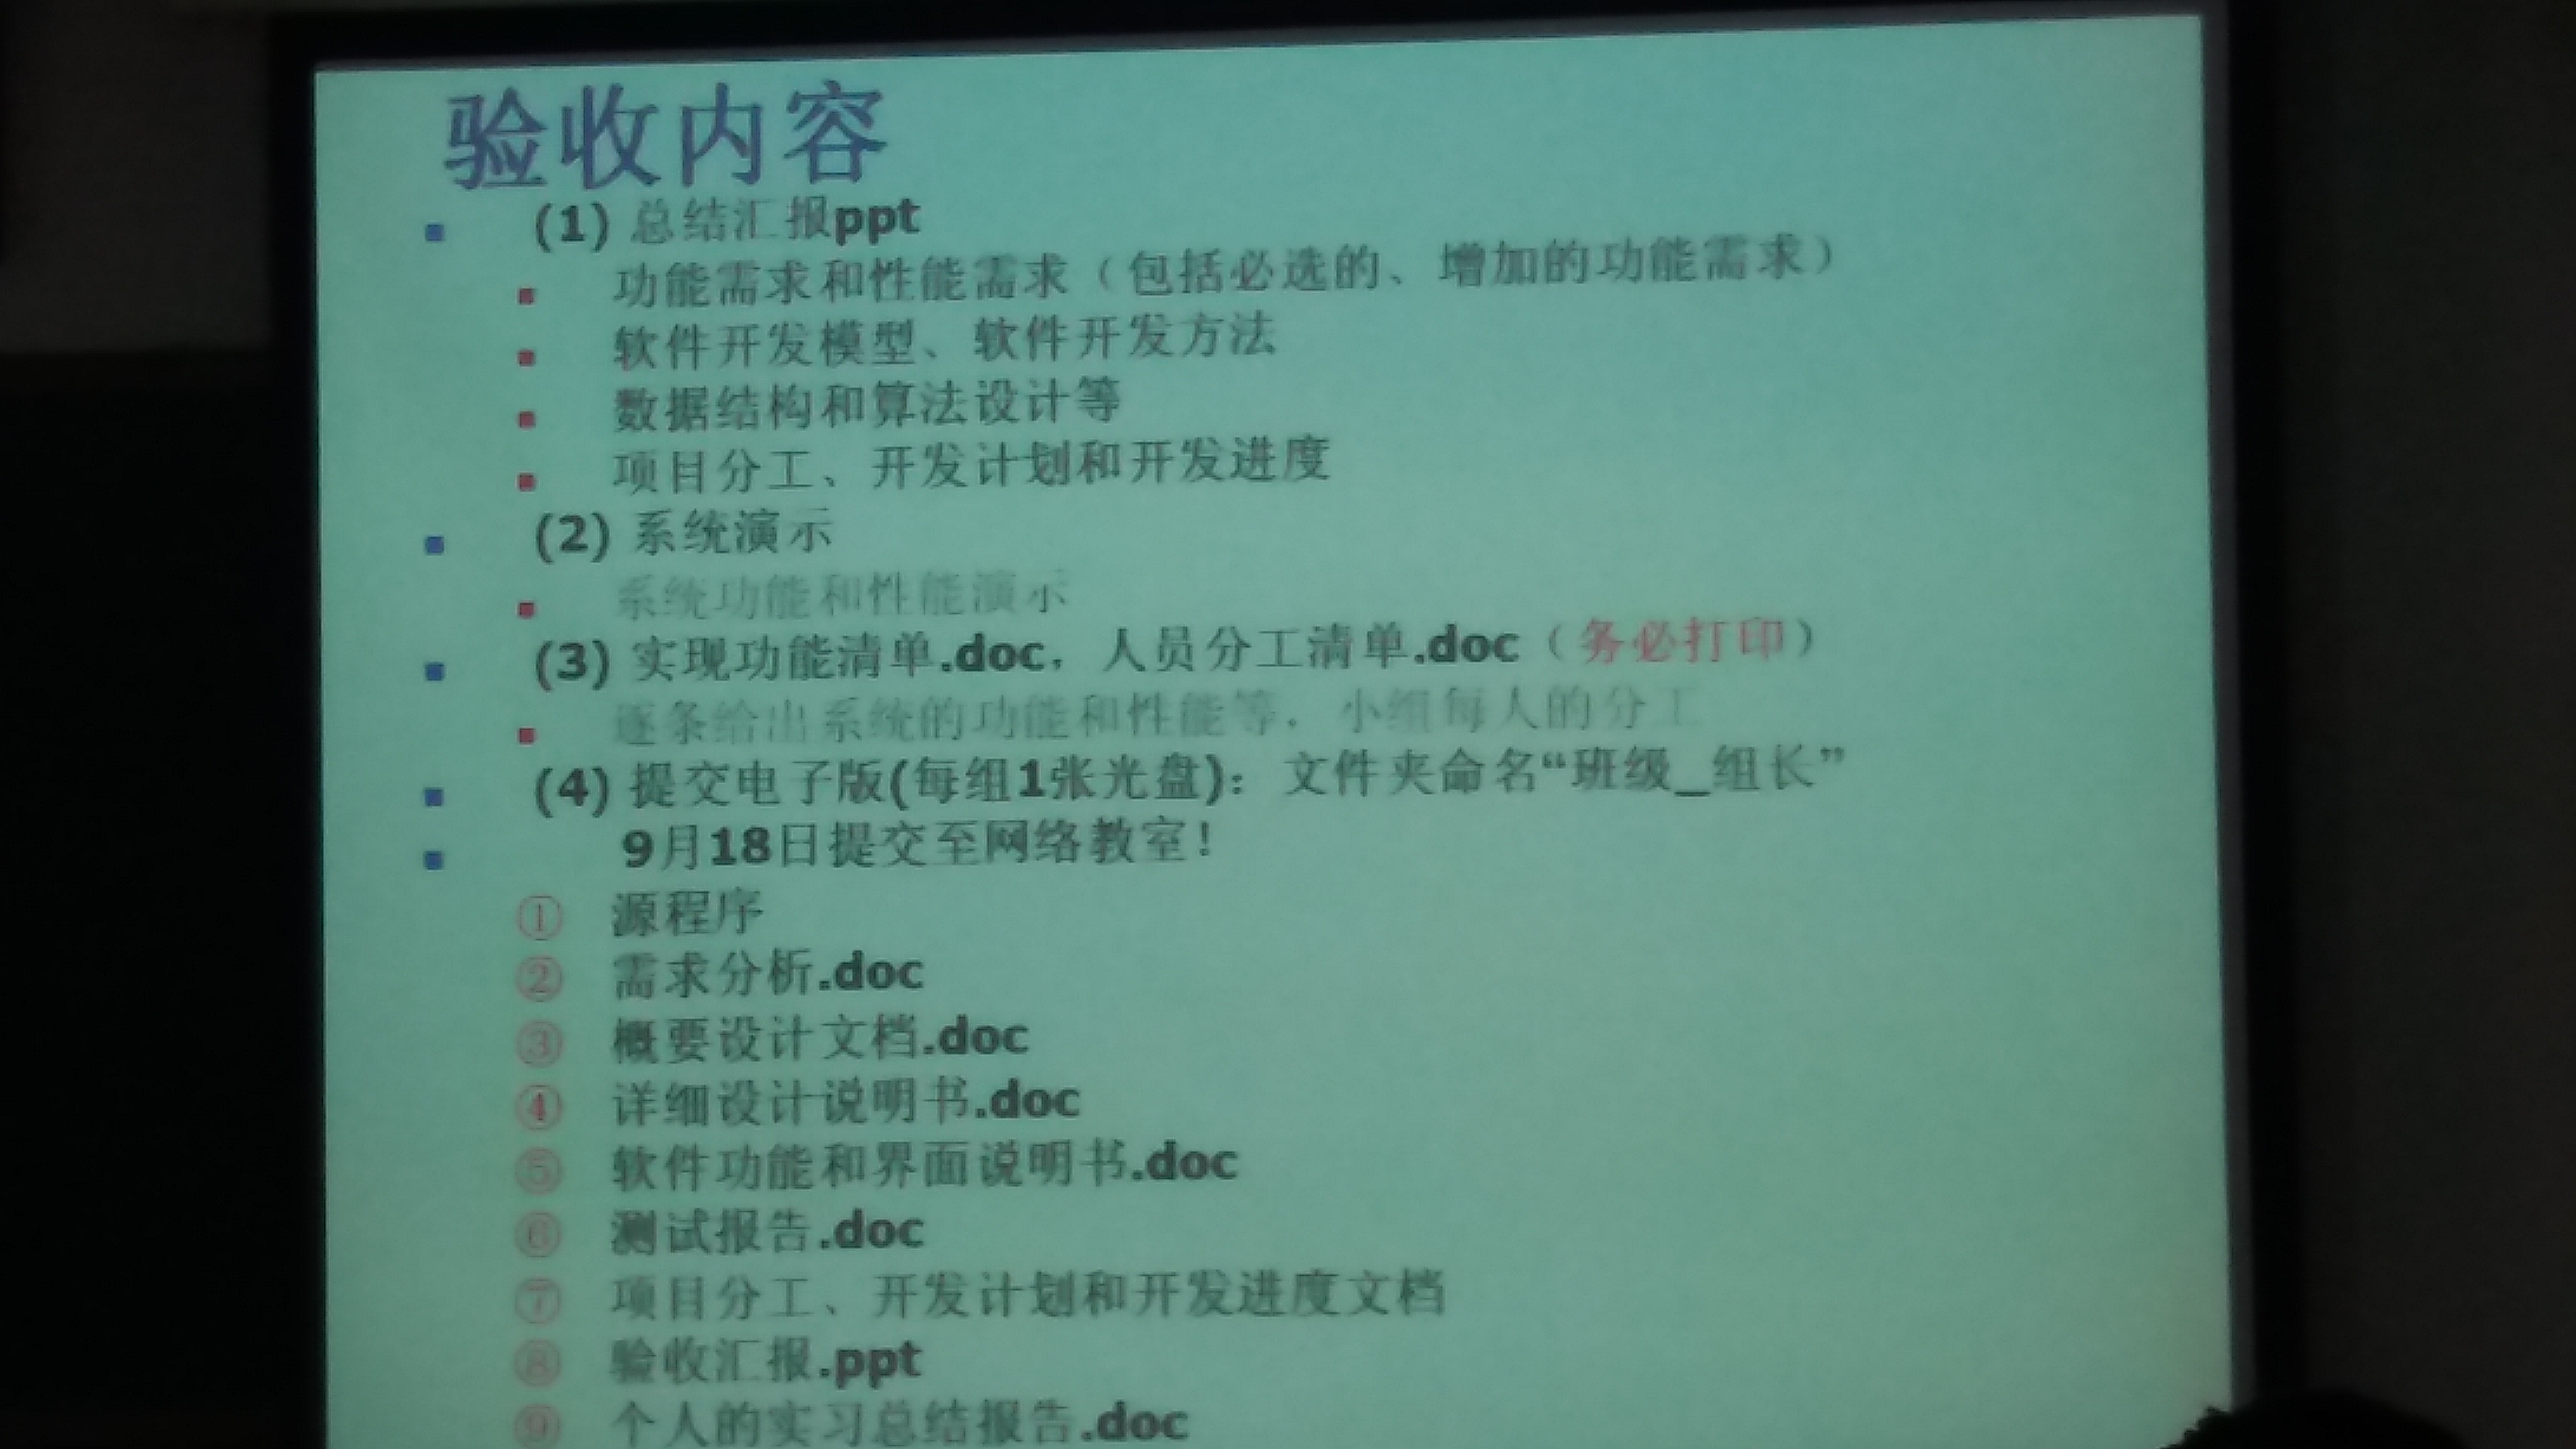 验收内容
(1) 总结汇报ppt
功能需求和性能需求（包括必选的、增加的功能需求）
软件开发模型、软件开发方法
数据结构和算法设计等
项目分工、开发计划和开发进度
(2) 系统演示
系统功能和性能演示
(3) 实现功能清单.doc，人员分工清单.doc（务必打印）
逐条给出系统的功能和性能等，小组每人的分工
(4) 提交电子版(每组1张光盘)：文件夹命名“班级_组长”
9月18日提交至网络教室！
① 源程序
② 需求分析.doc
③ 概要设计文档.doc
④ 详细设计说明书.doc
⑤ 软件功能和界面说明书.doc
⑥ 测试报告.doc
⑦ 项目分工、开发计划和开发进度文档
⑧ 验收汇报.ppt
⑨ 个人的实习总结报告.doc